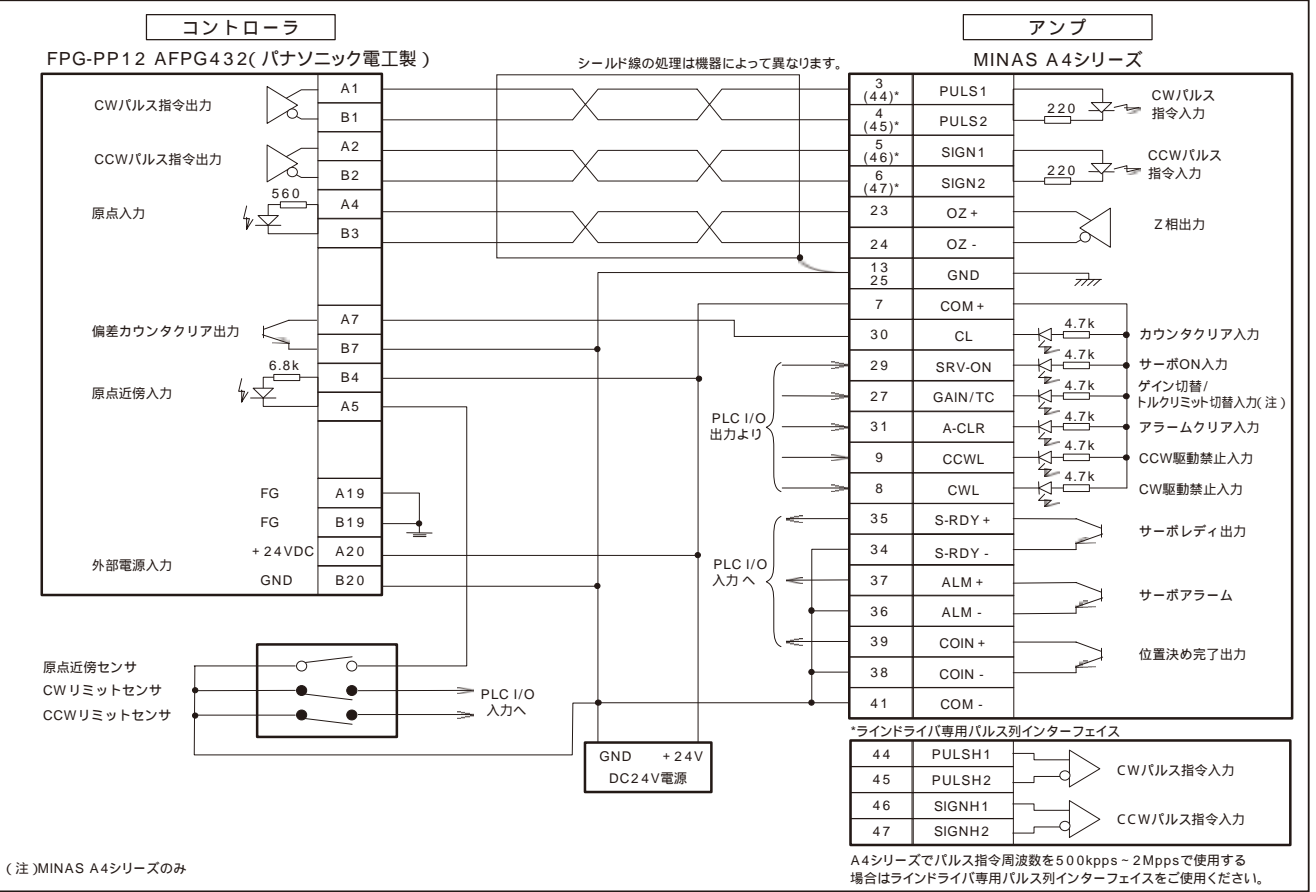 コントローラ
FPG-PP12 AFPG432(パナソニック電工製)
アンプ
MINAS A4シリーズ
シールド線の処理は機器によって異なります。
CWパルス指令出力
A1
B1
CCWパルス指令出力
A2
B2
原点入力
560
A4
B3
偏差カウンタクリア出力
A7
B7
原点近傍入力
6.8k
B4
A5
FG A19
FG B19
外部電源入力
+24VDC A20
GND B20
原点近傍センサ
CWリミットセンサ
CCWリミットセンサ
PLC I/O
入力へ
GND +24V
DC24V電源
PLC I/O
出力より
PLC I/O
入力へ
3
(44)* PULS1
4
(45)* PULS2
220
CWパルス
指令入力
5
(46)* SIGN1
6
(47)* SIGN2
220
CCWパルス
指令入力
23 OZ+
24 OZ-
Z相出力
13
25 GND
7 COM+
30 CL 4.7k カウンタクリア入力
29 SRV-ON 4.7k サーボON入力
27 GAIN/TC 4.7k ゲイン切替/
トルクリミット切替入力(注)
31 A-CLR 4.7k アラームクリア入力
9 CCWL 4.7k CCW駆動禁止入力
8 CWL 4.7k CW駆動禁止入力
35 S-RDY+
34 S-RDY-
サーボレディ出力
37 ALM+
36 ALM-
サーボアラーム
39 COIN+
38 COIN-
位置決め完了出力
41 COM-
*ラインドライバ専用パルス列インターフェイス
44 PULSH1
45 PULSH2
CWパルス指令入力
46 SIGNH1
47 SIGNH2
CCWパルス指令入力
A4シリーズでパルス指令周波数を500kpps~2Mppsで使用する
場合はラインドライバ専用パルス列インターフェイスをご使用ください。
(注)MINAS A4シリーズのみ